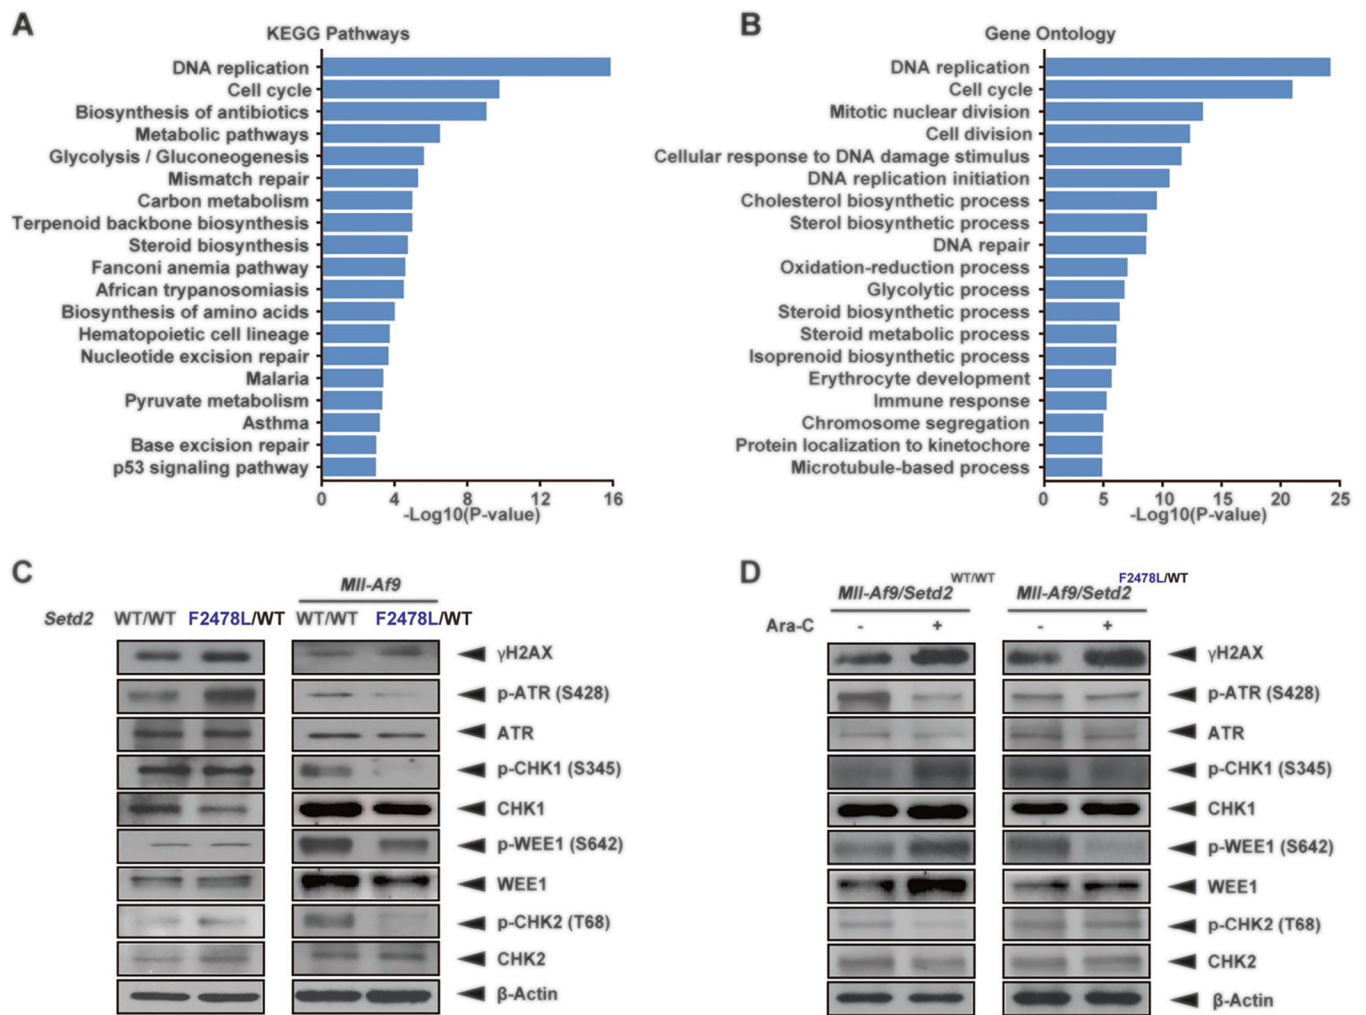 A
KEGG Pathways
DNA replication
Cell cycle
Biosynthesis of antibiotics
Metabolic pathways
Glycolysis / Gluconeogenesis
Mismatch repair
Carbon metabolism
Terpenoid backbone biosynthesis
Steroid biosynthesis
Fanconi anemia pathway
African trypanosomiasis
Biosynthesis of amino acids
Hematopoietic cell lineage
Nucleotide excision repair
Malaria
Pyruvate metabolism
Asthma
Base excision repair
p53 signaling pathway
0 4 8 12 16
-Log10(P-value)
B
Gene Ontology
DNA replication
Cell cycle
Mitotic nuclear division
Cell division
Cellular response to DNA damage stimulus
DNA replication initiation
Cholesterol biosynthetic process
Sterol biosynthetic process
DNA repair
Oxidation-reduction process
Glycolytic process
Steroid biosynthetic process
Steroid metabolic process
Isoprenoid biosynthetic process
Erythrocyte development
Immune response
Chromosome segregation
Protein localization to kinetochore
Microtubule-based process
0 5 10 15 20 25
-Log10(P-value)
C
Mll-Af9
Setd2 WT/WT F2478L/WT WT/WT F2478L/WT
γH2AX
p-ATR (S428)
ATR
p-CHK1 (S345)
CHK1
p-WEE1 (S642)
WEE1
p-CHK2 (T68)
CHK2
β-Actin
D
Mll-Af9/Setd2 WT/WT Mll-Af9/Setd2 F2478L/WT
Ara-C - + - +
γH2AX
p-ATR (S428)
ATR
p-CHK1 (S345)
CHK1
p-WEE1 (S642)
WEE1
p-CHK2 (T68)
CHK2
β-Actin